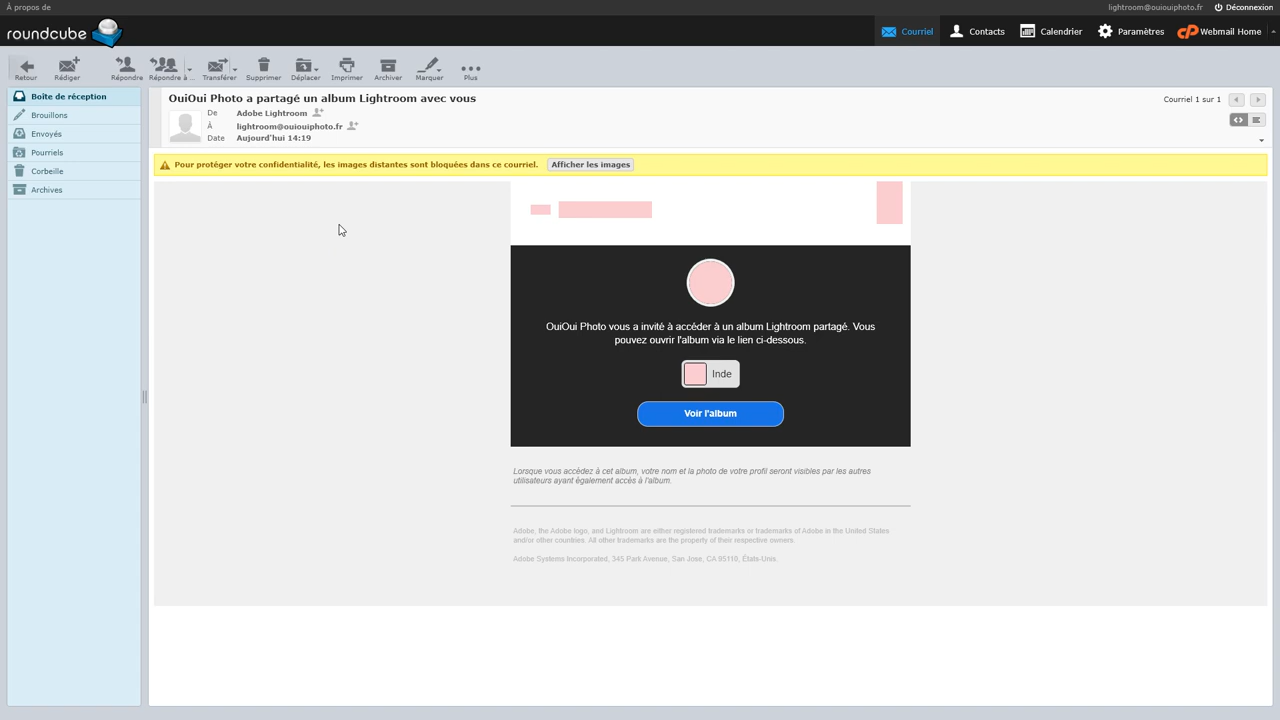 À propos de
lightroom@ouiouiphoto.fr
Déconnexion
roundcube
Courriel
Contacts
Calendrier
Paramètres
cP Webmail Home
Retour
Rédiger
Répondre
Répondre à ...
Transférer
Supprimer
Déplacer
Imprimer
Archiver
Marquer
Plus
Boîte de réception
Brouillons
Envoyés
Pourriels
Corbeille
Archives
OuiOui Photo a partagé un album Lightroom avec vous
Courriel 1 sur 1
De Adobe Lightroom
À lightroom@ouiouiphoto.fr
Date Aujourd'hui 14:19
Pour protéger votre confidentialité, les images distantes sont bloquées dans ce courriel.
Afficher les images
OuiOui Photo vous a invité à accéder à un album Lightroom partagé. Vous
pouvez ouvrir l'album via le lien ci-dessous.
Inde
Voir l'album
Lorsque vous accédez à cet album, votre nom et la photo de votre profil seront visibles par les autres
utilisateurs ayant également accès à l'album.
Adobe, the Adobe logo, and Lightroom are either registered trademarks or trademarks of Adobe in the United States
and/or other countries. All other trademarks are the property of their respective owners.
Adobe Systems Incorporated, 345 Park Avenue, San Jose, CA 95110, États-Unis.